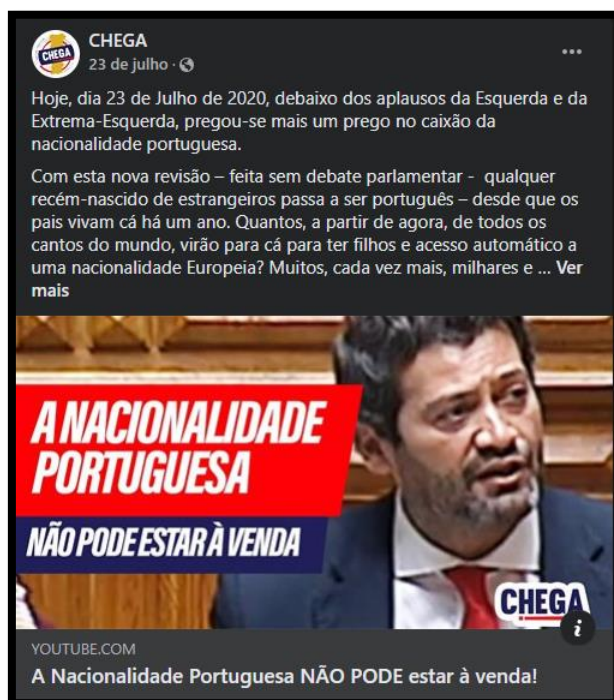 CHEGA
CHEGA
23 de julho ·
Hoje, dia 23 de Julho de 2020, debaixo dos aplausos da Esquerda e da
Extrema-Esquerda, pregou-se mais um prego no caixão da
nacionalidade portuguesa.
Com esta nova revisão – feita sem debate parlamentar - qualquer
recém-nascido de estrangeiros passa a ser português – desde que os
pais vivam cá há um ano. Quantos, a partir de agora, de todos os
cantos do mundo, virão para cá para ter filhos e acesso automático a
uma nacionalidade Europeia? Muitos, cada vez mais, milhares e ... Ver
mais
A NACIONALIDADE
PORTUGUESA
NÃO PODE ESTAR À VENDA
CHEGA
i
YOUTUBE.COM
A Nacionalidade Portuguesa NÃO PODE estar à venda!